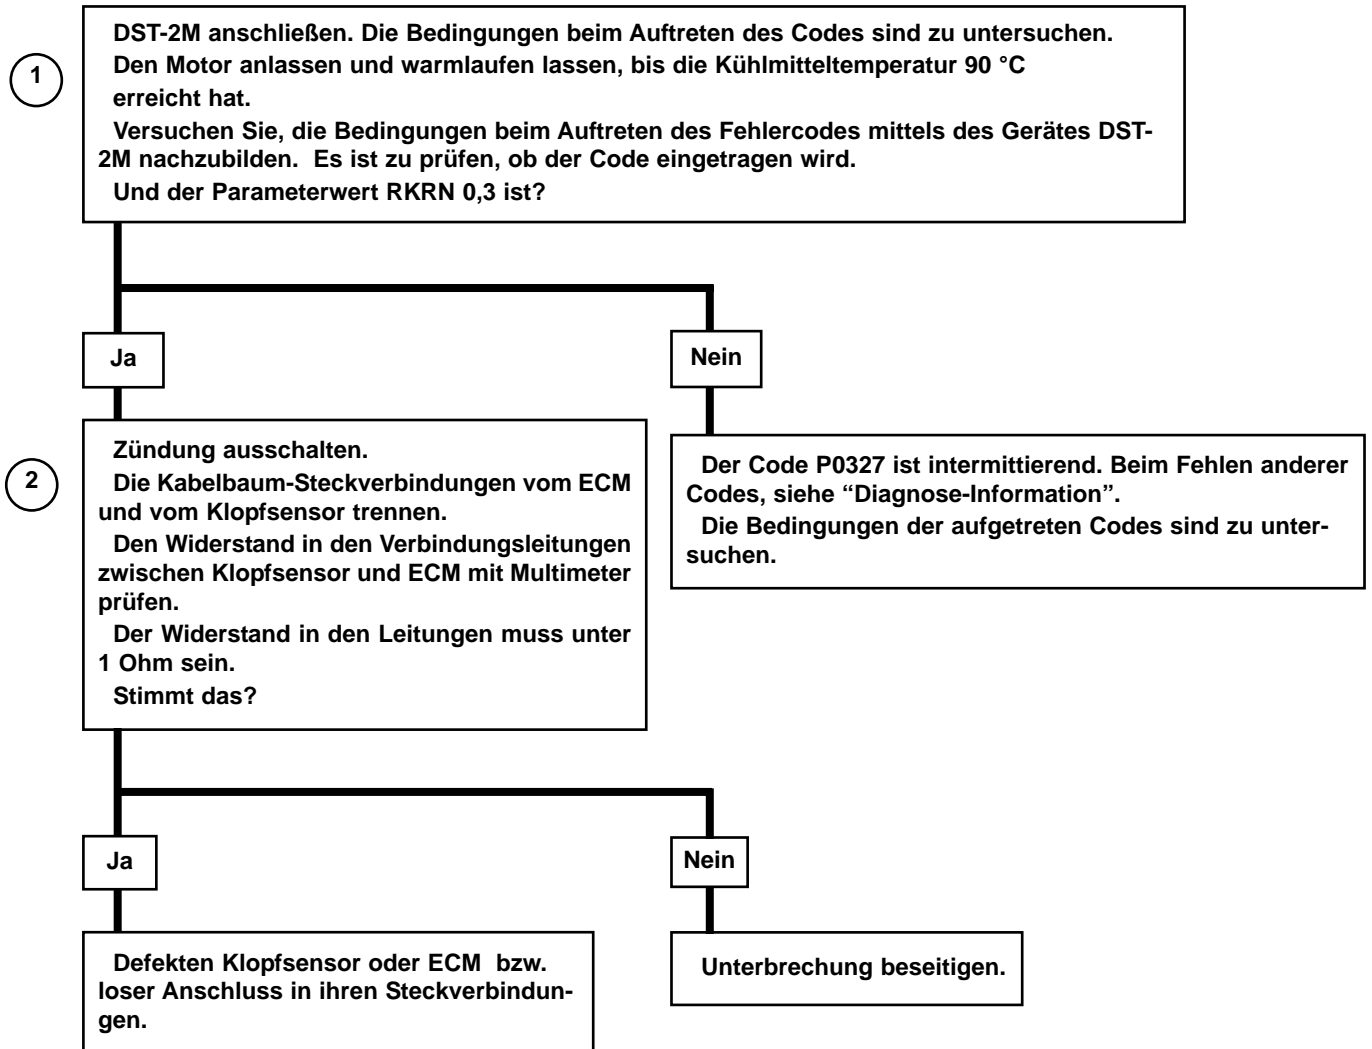 1
DST-2M anschließen. Die Bedingungen beim Auftreten des Codes sind zu untersuchen.
Den Motor anlassen und warmlaufen lassen, bis die Kühlmitteltemperatur 90 °C
erreicht hat.
Versuchen Sie, die Bedingungen beim Auftreten des Fehlercodes mittels des Gerätes DST-
2M nachzubilden. Es ist zu prüfen, ob der Code eingetragen wird.
Und der Parameterwert RKRN 0,3 ist?
Ja
Nein
2
Zündung ausschalten.
Die Kabelbaum-Steckverbindungen vom ECM
und vom Klopfsensor trennen.
Den Widerstand in den Verbindungsleitungen
zwischen Klopfsensor und ECM mit Multimeter
prüfen.
Der Widerstand in den Leitungen muss unter
1 Ohm sein.
Stimmt das?
Der Code P0327 ist intermittierend. Beim Fehlen anderer
Codes, siehe “Diagnose-Information”.
Die Bedingungen der aufgetreten Codes sind zu unter-
suchen.
Ja
Nein
Defekten Klopfsensor oder ECM bzw.
loser Anschluss in ihren Steckverbindun-
gen.
Unterbrechung beseitigen.